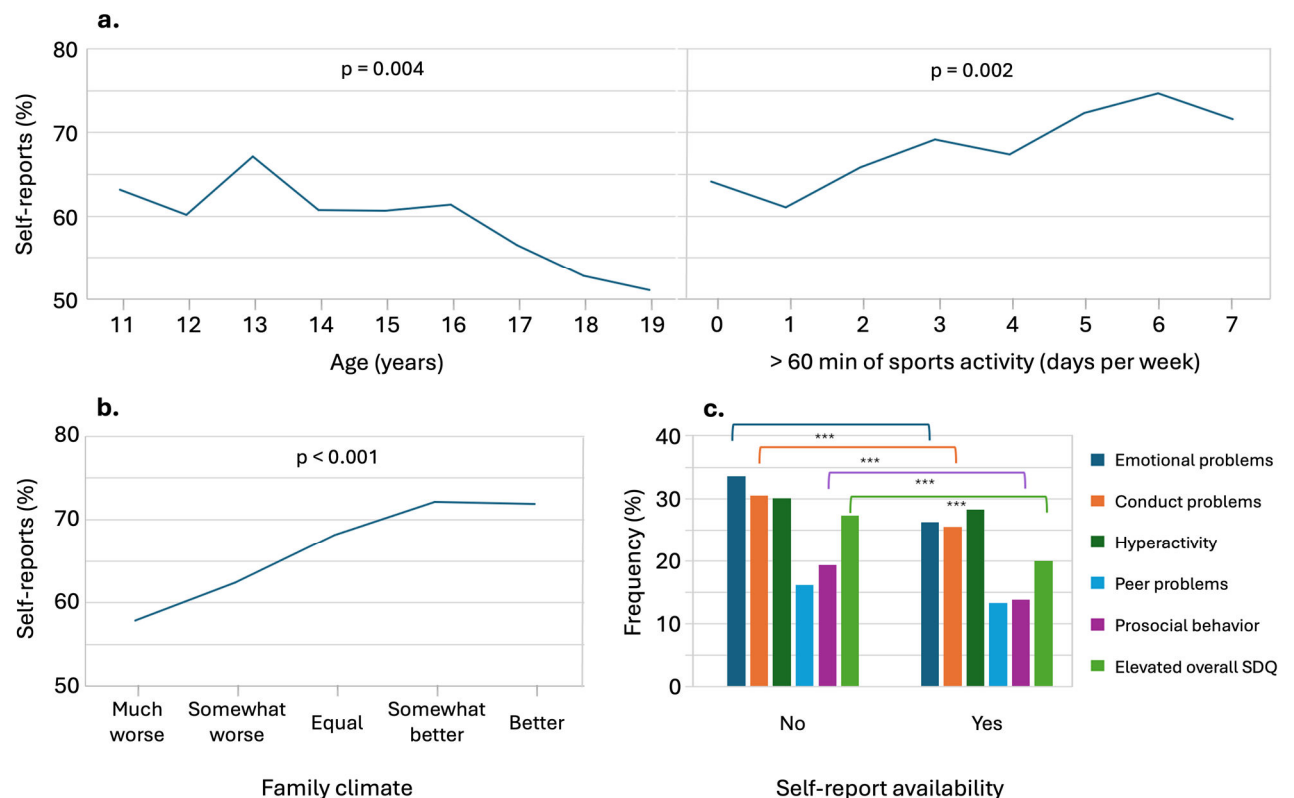 a.
80
70
60
50
Self-reports (%)
p = 0.004
11 12 13 14 15 16 17 18 19
Age (years)
p = 0.002
0 1 2 3 4 5 6 7
> 60 min of sports activity (days per week)
b.
80
70
60
50
Self-reports (%)
p < 0.001
Much
worse
Somewhat
worse
Equal
Somewhat
better
Better
Family climate
c.
40
30
20
10
0
Frequency (%)
***
***
***
***
No Yes
Self-report availability
Emotional problems
Conduct problems
Hyperactivity
Peer problems
Prosocial behavior
Elevated overall SDQ